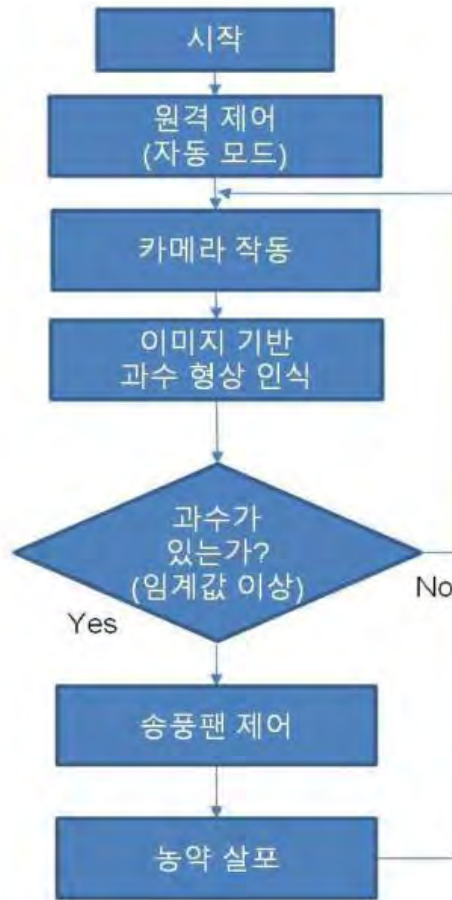 시작
원격 제어
(자동 모드)
카메라 작동
이미지 기반
과수 형상 인식
과수가
있는가?
(임계값 이상)
No
Yes
송풍팬 제어
농약 살포